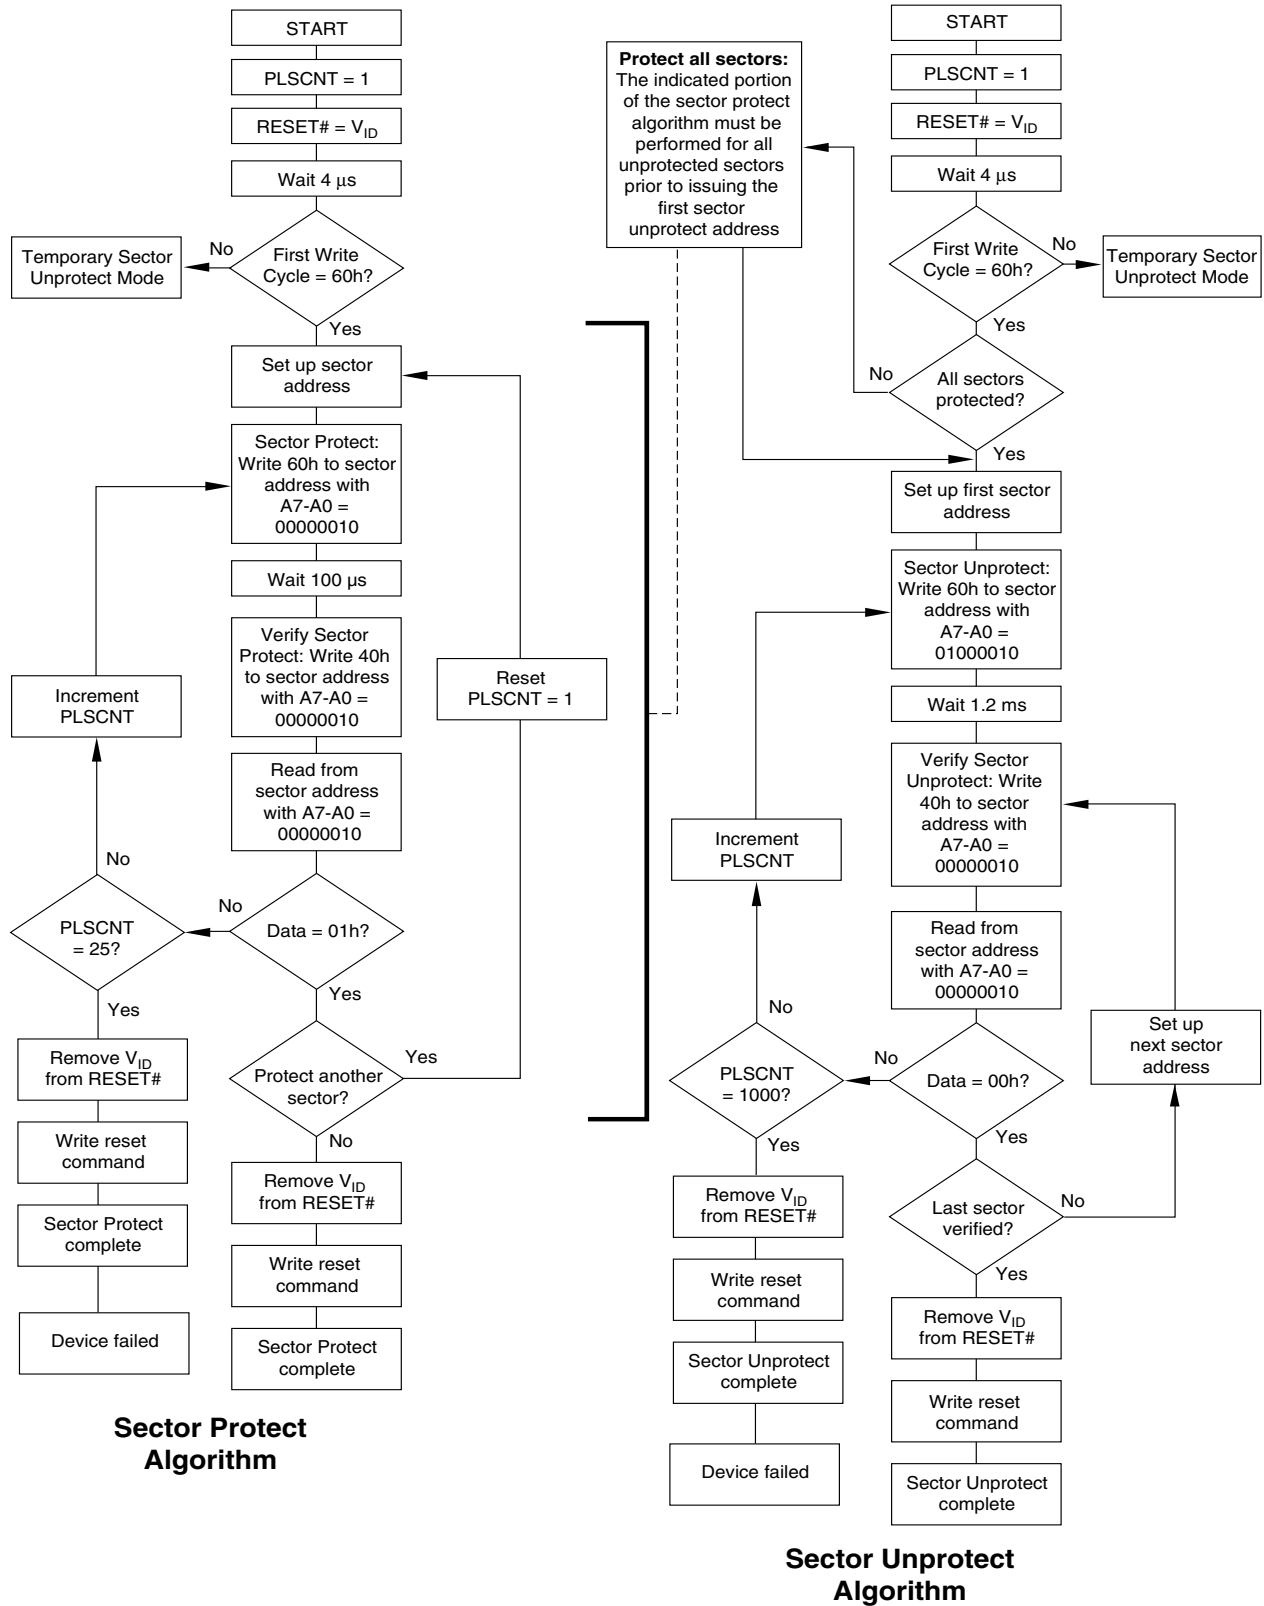 START
PLSCNT = 1
RESET# = VID
Wait 4 μs
First Write
Cycle = 60h?
No
Temporary Sector
Unprotect Mode
Yes
Set up sector
address
Sector Protect:
Write 60h to sector
address with
A7-A0 =
00000010
Wait 100 µs
Verify Sector
Protect: Write 40h
to sector address
with A7-A0 =
00000010
Read from
sector address
with A7-A0 =
00000010
Data = 01h?
No
PLSCNT
= 25?
No
Increment
PLSCNT
Yes
Remove VID
from RESET#
Write reset
command
Sector Protect
complete
Device failed
Yes
Protect another
sector?
Yes
Reset
PLSCNT = 1
No
Remove VID
from RESET#
Write reset
command
Sector Protect
complete
Sector Protect
Algorithm
Protect all sectors:
The indicated portion
of the sector protect
algorithm must be
performed for all
unprotected sectors
prior to issuing the
first sector
unprotect address
START
PLSCNT = 1
RESET# = VID
Wait 4 μs
First Write
Cycle = 60h?
No
Temporary Sector
Unprotect Mode
Yes
All sectors
protected?
No
Yes
Set up first sector
address
Sector Unprotect:
Write 60h to sector
address with
A7-A0 =
01000010
Wait 1.2 ms
Verify Sector
Unprotect: Write
40h to sector
address with
A7-A0 =
00000010
Read from
sector address
with A7-A0 =
00000010
Data = 00h?
No
PLSCNT
= 1000?
No
Increment
PLSCNT
Yes
Remove VID
from RESET#
Write reset
command
Sector Unprotect
complete
Device failed
Yes
Last sector
verified?
No
Set up
next sector
address
Yes
Remove VID
from RESET#
Write reset
command
Sector Unprotect
complete
Sector Unprotect
Algorithm